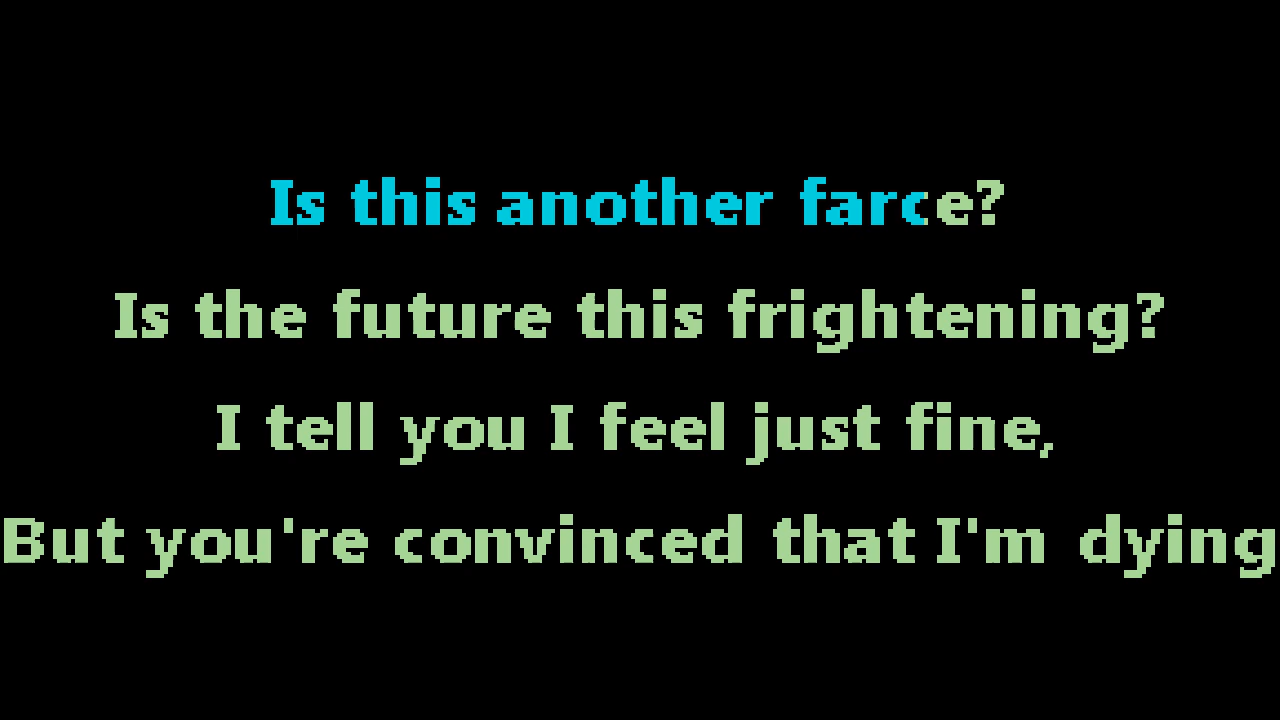 Is this another farce?
Is the future this frightening?
I tell you I feel just fine,
But you're convinced that I'm dying